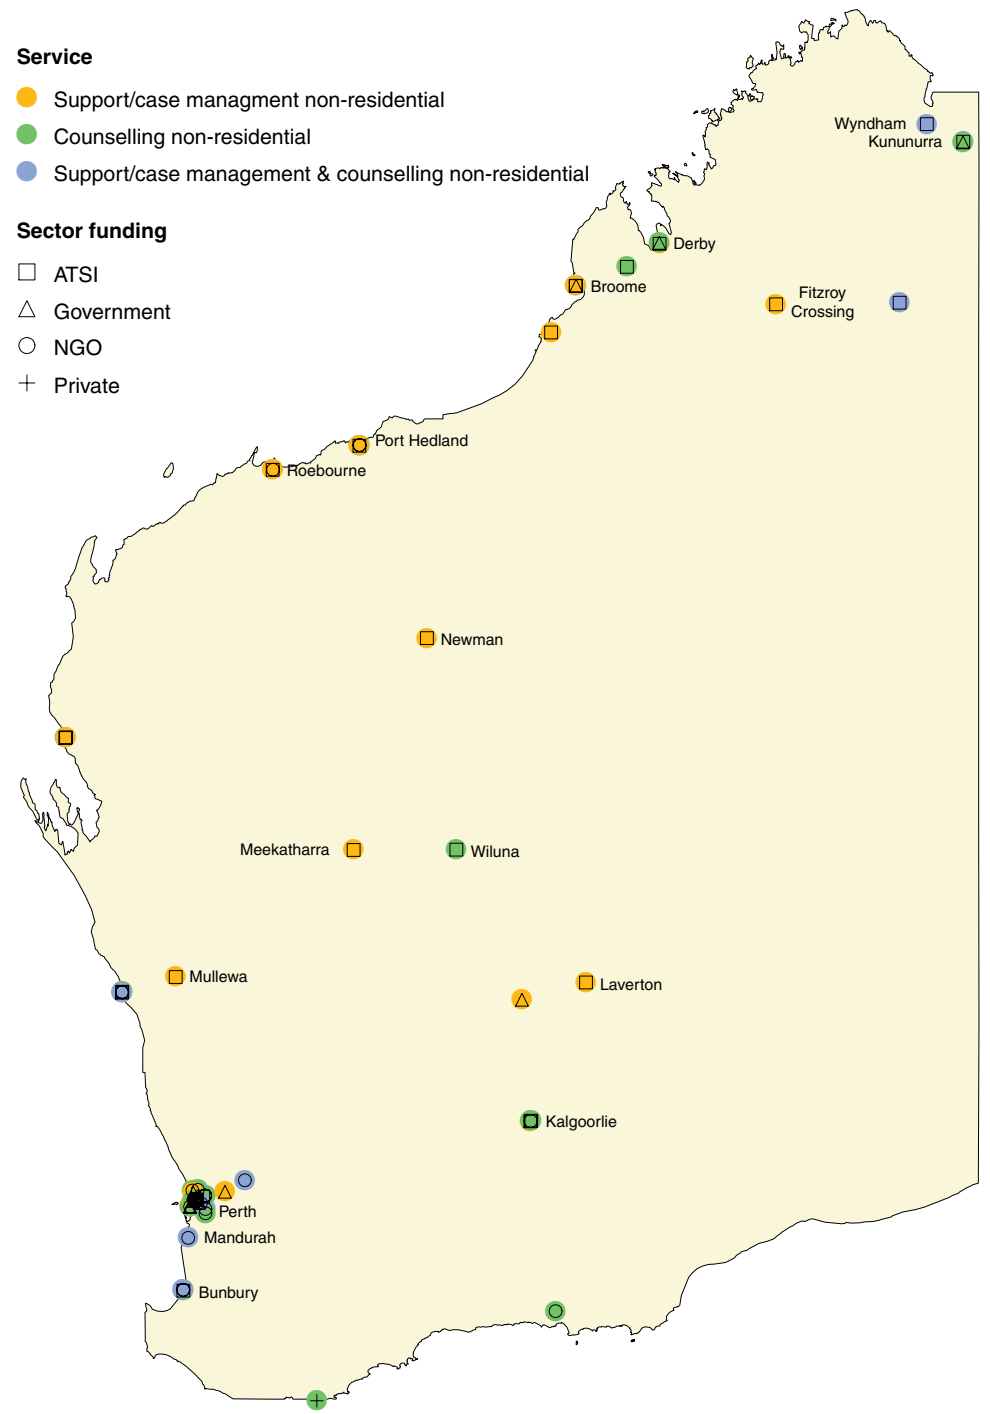 Service
Support/case managment non-residential
Counselling non-residential
Support/case management & counselling non-residential
Sector funding
ATSI
Government
NGO
Private
Wyndham
Kununurra
Derby
Broome
Fitzroy
Crossing
Port Hedland
Roebourne
Newman
Meekatharra
Wiluna
Mullewa
Laverton
Kalgoorlie
Perth
Mandurah
Bunbury